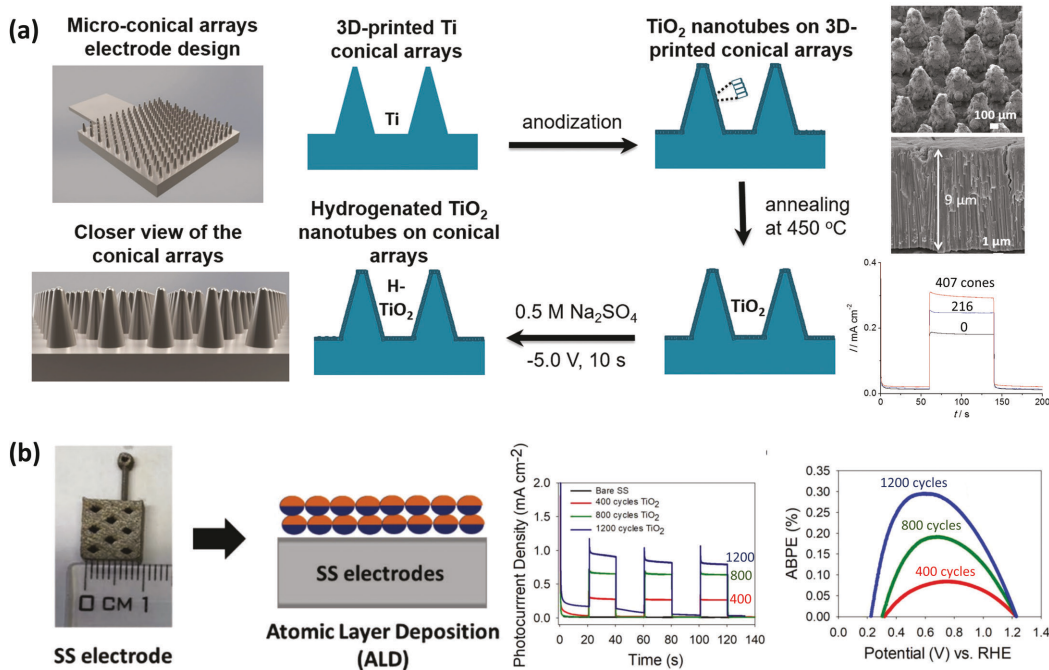 (a)
Micro-conical arrays
electrode design
3D-printed Ti
conical arrays
Ti
anodization
TiO₂ nanotubes on 3D-
printed conical arrays
100 µm
9 µm
1 µm
annealing
at 450 °C
Closer view of the
conical arrays
Hydrogenated TiO₂
nanotubes on conical
arrays
H-
TiO₂
0.5 M Na₂SO₄
-5.0 V, 10 s
TiO₂
I / mA cm⁻²
0.4
0.2
0.0
407 cones
216
0
0 50 100 150 200
t / s
(b)
0 CM 1
SS electrode
SS electrodes
Atomic Layer Deposition
(ALD)
Photocurrrent Density (mA cm-2)
2.5
2.0
1.5
1.0
0.5
0.0
Bare SS
400 cycles TiO₂
800 cycles TiO₂
1200 cycles TiO₂
1200
800
400
0 20 40 60 80 100 120 140
Time (s)
ABPE (%)
0.35
0.30
0.25
0.20
0.15
0.10
0.05
0.00
1200 cycles
800 cycles
400 cycles
0.0 0.2 0.4 0.6 0.8 1.0 1.2 1.4
Potential (V) vs. RHE